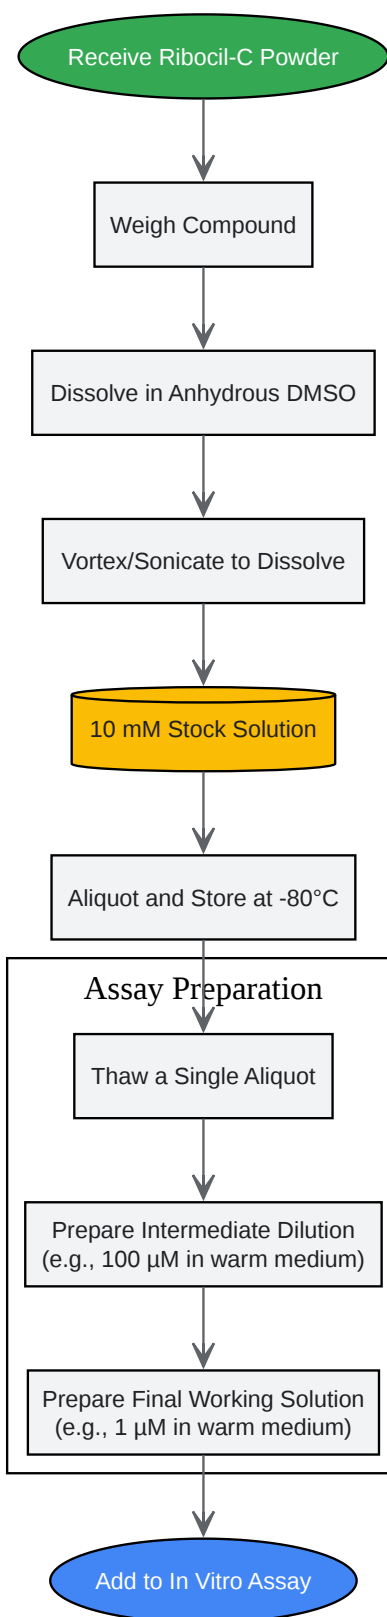 Receive Ribocil-C Powder
Weigh Compound
Dissolve in Anhydrous DMSO
Vortex/Sonicate to Dissolve
10 mM Stock Solution
Aliquot and Store at -80°C
Assay Preparation
Thaw a Single Aliquot
Prepare Intermediate Dilution
(e.g., 100 µM in warm medium)
Prepare Final Working Solution
(e.g., 1 µM in warm medium)
Add to In Vitro Assay